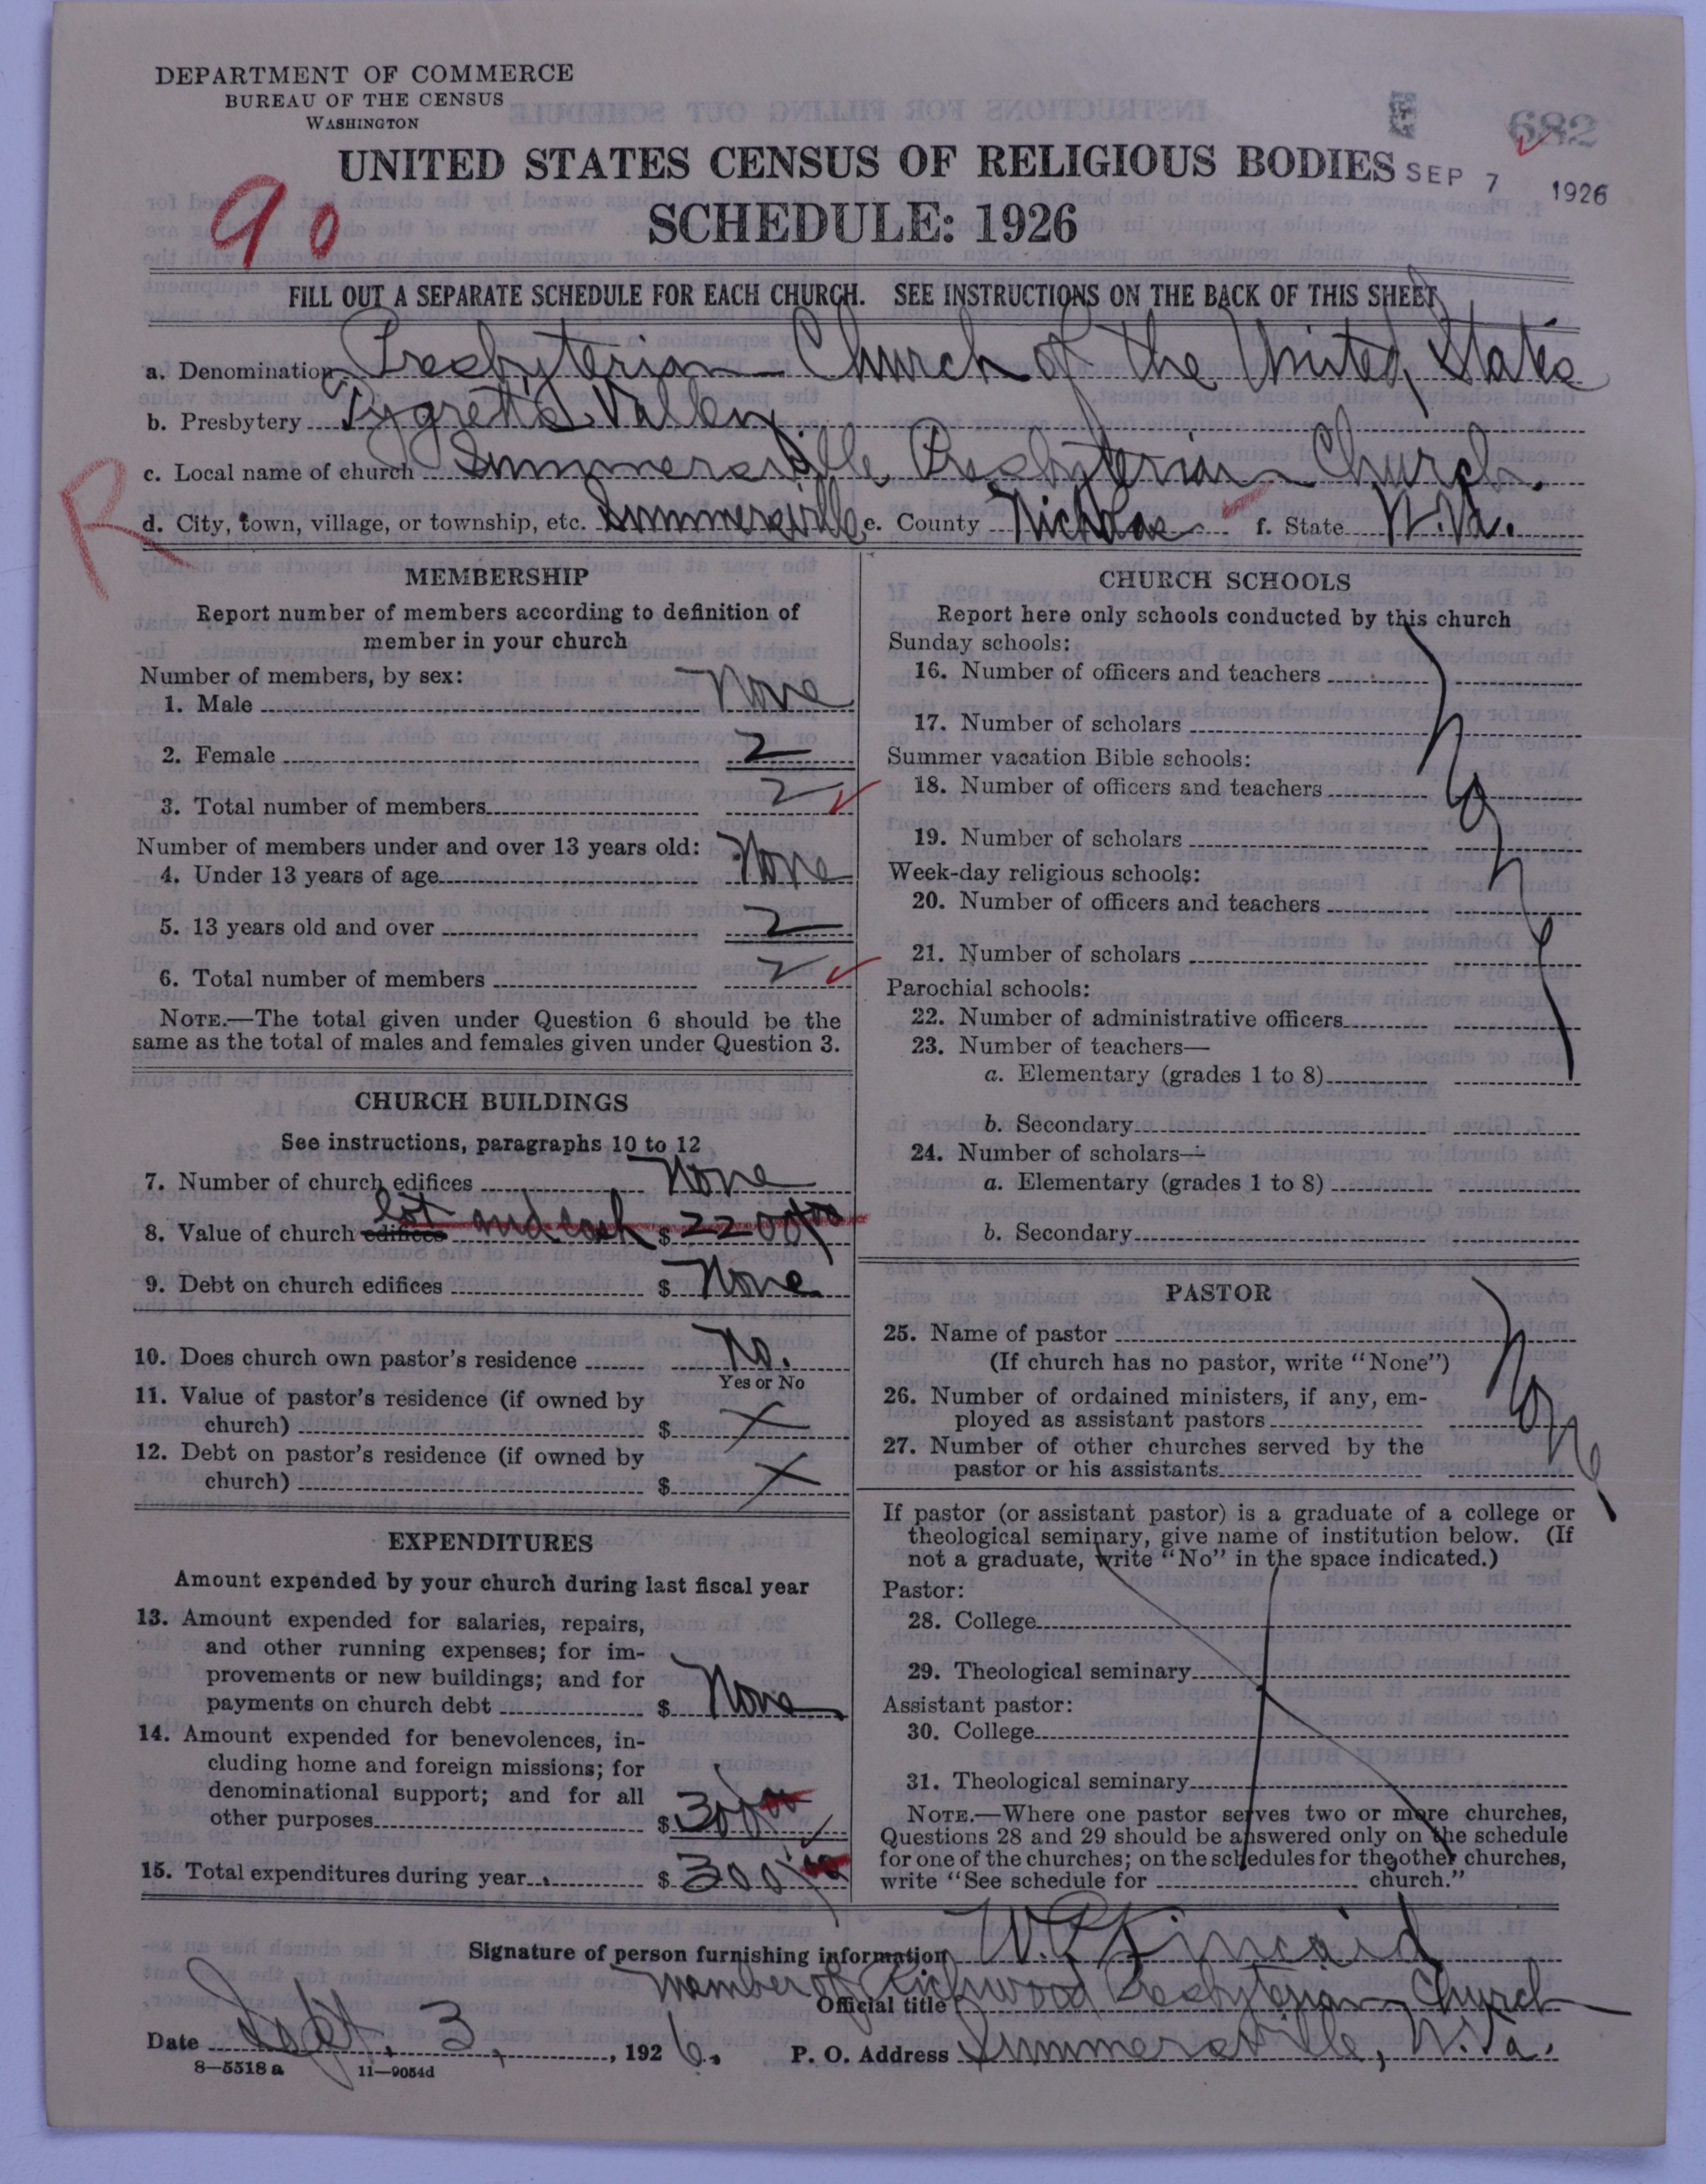 DEPARTMENT OF COMMERCE
BUREAU OF THE CENSUS
WASHINGTON
682
UNITED STATES CENSUS OF RELIGIOUS BODIES
SEP 7 1926
90
SCHEDULE: 1926
FILL OUT A SEPARATE SCHEDULE FOR EACH CHURCH. SEE INSTRUCTIONS ON THE BACK OF THIS SHEET
a. Denomination Presbyterian Church of the United States
b. Presbytery Tygretts Valley
c. Local name of church Summersville Presbyterian Church.
R
d. City, town, village, or township, etc. Summersville e. County Nicholas f. State W.Va.
MEMBERSHIP
Report number of members according to definition of
member in your church
Number of members, by sex:
1. Male None
2. Female 2
3. Total number of members 2
Number of members under and over 13 years old:
4. Under 13 years of age None
5. 13 years old and over 2
6. Total number of members 2
NOTE.—The total given under Question 6 should be the
same as the total of males and females given under Question 3.
CHURCH BUILDINGS
See instructions, paragraphs 10 to 12
7. Number of church edifices None
8. Value of church edifices lot and cash $ 2200 00
9. Debt on church edifices $ None
10. Does church own pastor's residence No.
Yes or No
11. Value of pastor's residence (if owned by
church) $ X
12. Debt on pastor's residence (if owned by
church) $ X
EXPENDITURES
Amount expended by your church during last fiscal year
13. Amount expended for salaries, repairs,
and other running expenses; for im-
provements or new buildings; and for
payments on church debt $ None
14. Amount expended for benevolences, in-
cluding home and foreign missions; for
denominational support; and for all
other purposes $
15. Total expenditures during year $
CHURCH SCHOOLS
Report here only schools conducted by this church
Sunday schools:
16. Number of officers and teachers
17. Number of scholars
Summer vacation Bible schools:
18. Number of officers and teachers
19. Number of scholars
Week-day religious schools:
20. Number of officers and teachers
21. Number of scholars
Parochial schools:
22. Number of administrative officers
23. Number of teachers—
a. Elementary (grades 1 to 8)
b. Secondary
24. Number of scholars—
a. Elementary (grades 1 to 8)
b. Secondary
None
PASTOR
25. Name of pastor
(If church has no pastor, write "None")
26. Number of ordained ministers, if any, em-
ployed as assistant pastors
27. Number of other churches served by the
pastor or his assistants
None
If pastor (or assistant pastor) is a graduate of a college or
theological seminary, give name of institution below. (If
not a graduate, write "No" in the space indicated.)
Pastor:
28. College
29. Theological seminary
Assistant pastor:
30. College
31. Theological seminary
NOTE.—Where one pastor serves two or more churches,
Questions 28 and 29 should be answered only on the schedule
for one of the churches; on the schedules for the other churches,
write "See schedule for church."
Signature of person furnishing information W. P. Kincaid
Official title member of Richwood Presbyterian Church
Date Sept. 3, 1926. P. O. Address Summersville, W.Va.
8—5518 a 11—9054d